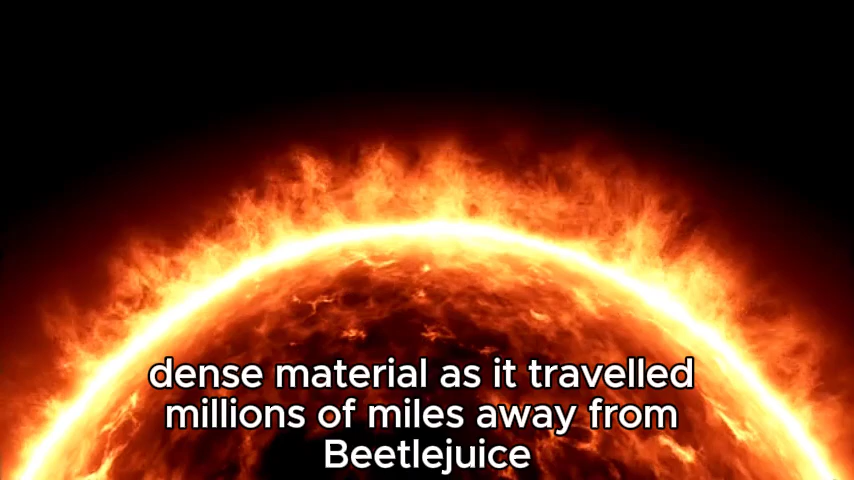 dense material as it travelled
millions of miles away from
Beetlejuice